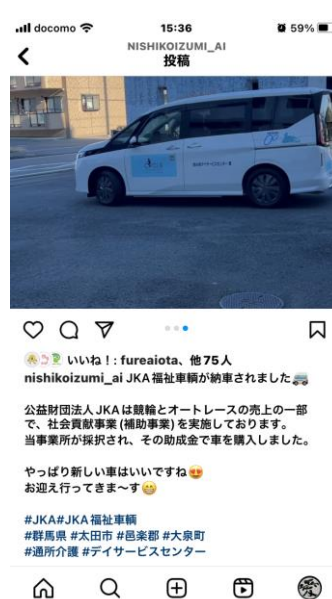 docomo
15:36
59%
NISHIKOIZUMI_AI
投稿
いいね！: fureaiota、他75人
nishikoizumi_ai JKA福祉車輌が納車されました🚐
公益財団法人JKAは競輪とオートレースの売上の一部
で、社会貢献事業(補助事業)を実施しております。
当事業所が採択され、その助成金で車を購入しました。
やっぱり新しい車はいいですね😍
お迎え行ってきま〜す😁
#JKA#JKA福祉車輌
#群馬県 #太田市 #邑楽郡 #大泉町
#通所介護 #デイサービスセンター